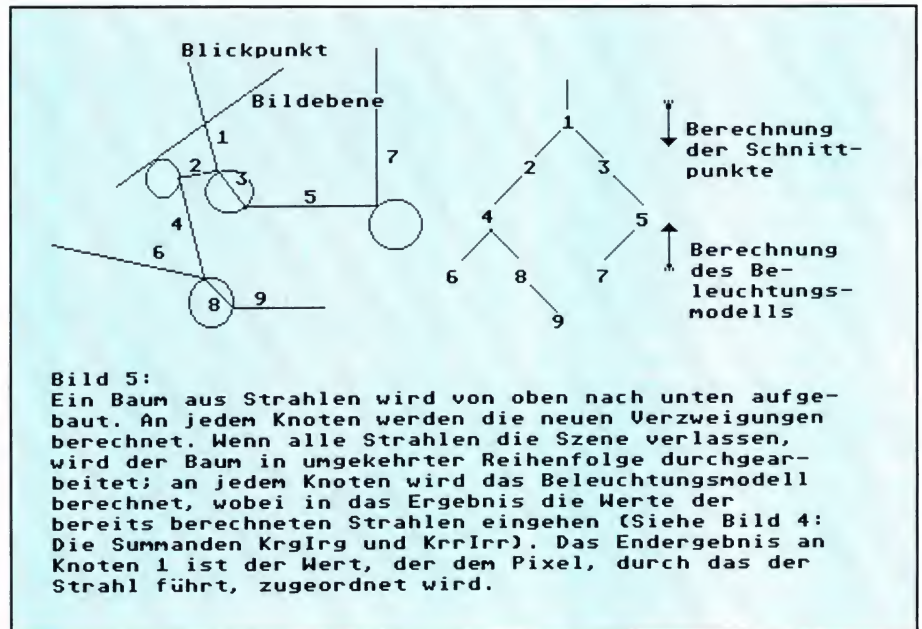 Blickpunkt
Bildebene
1
2
3
7
5
4
6
8
9
1
2
3
4
5
6
8
7
9
Berechnung
der Schnitt-
punkte
Berechnung
des Be-
leuchtungs-
modells
Bild 5:
Ein Baum aus Strahlen wird von oben nach unten aufge-
baut. An jedem Knoten werden die neuen Verzweigungen
berechnet. Wenn alle Strahlen die Szene verlassen,
wird der Baum in umgekehrter Reihenfolge durchgear-
beitet; an jedem Knoten wird das Beleuchtungsmodell
berechnet, wobei in das Ergebnis die Werte der
bereits berechneten Strahlen eingehen (Siehe Bild 4:
Die Summanden KrgIrg und KrrIrr). Das Endergebnis an
Knoten 1 ist der Wert, der dem Pixel, durch das der
Strahl führt, zugeordnet wird.